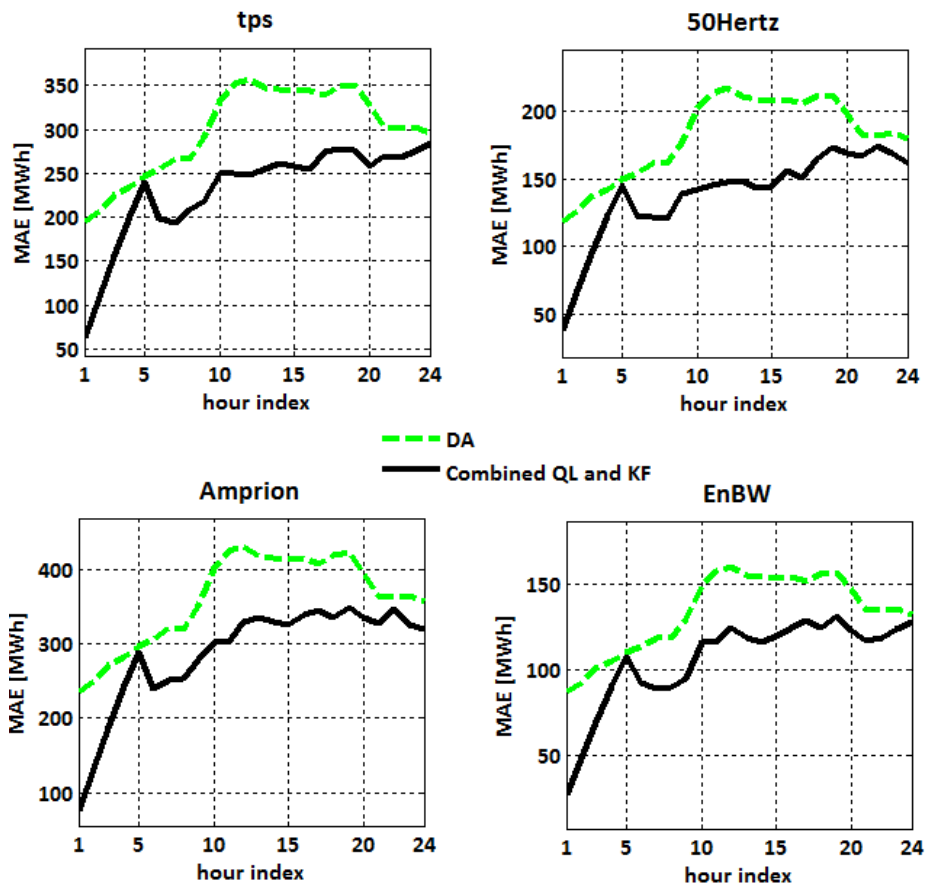 tps
MAE [MWh]
350
300
250
200
150
100
50
1 5 10 15 20 24
hour index
50Hertz
MAE [MWh]
200
150
100
50
1 5 10 15 20 24
hour index
DA
Combined QL and KF
Amprion
MAE [MWh]
400
300
200
100
1 5 10 15 20 24
hour index
EnBW
MAE [MWh]
150
100
50
1 5 10 15 20 24
hour index